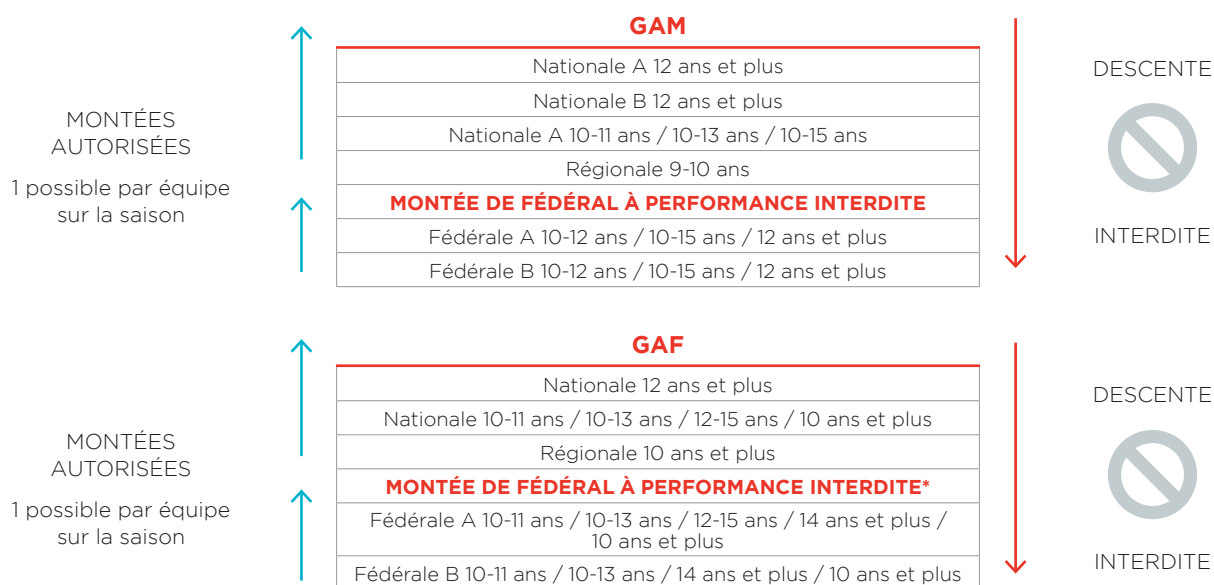 GAM
MONTÉES
AUTORISÉES
1 possible par équipe
sur la saison
Nationale A 12 ans et plus
Nationale B 12 ans et plus
Nationale A 10-11 ans / 10-13 ans / 10-15 ans
Régionale 9-10 ans
MONTÉE DE FÉDÉRAL À PERFORMANCE INTERDITE
Fédérale A 10-12 ans / 10-15 ans / 12 ans et plus
Fédérale B 10-12 ans / 10-15 ans / 12 ans et plus
DESCENTE
INTERDITE
GAF
MONTÉES
AUTORISÉES
1 possible par équipe
sur la saison
Nationale 12 ans et plus
Nationale 10-11 ans / 10-13 ans / 12-15 ans / 10 ans et plus
Régionale 10 ans et plus
MONTÉE DE FÉDÉRAL À PERFORMANCE INTERDITE*
Fédérale A 10-11 ans / 10-13 ans / 12-15 ans / 14 ans et plus /
10 ans et plus
Fédérale B 10-11 ans / 10-13 ans / 14 ans et plus / 10 ans et plus
DESCENTE
INTERDITE